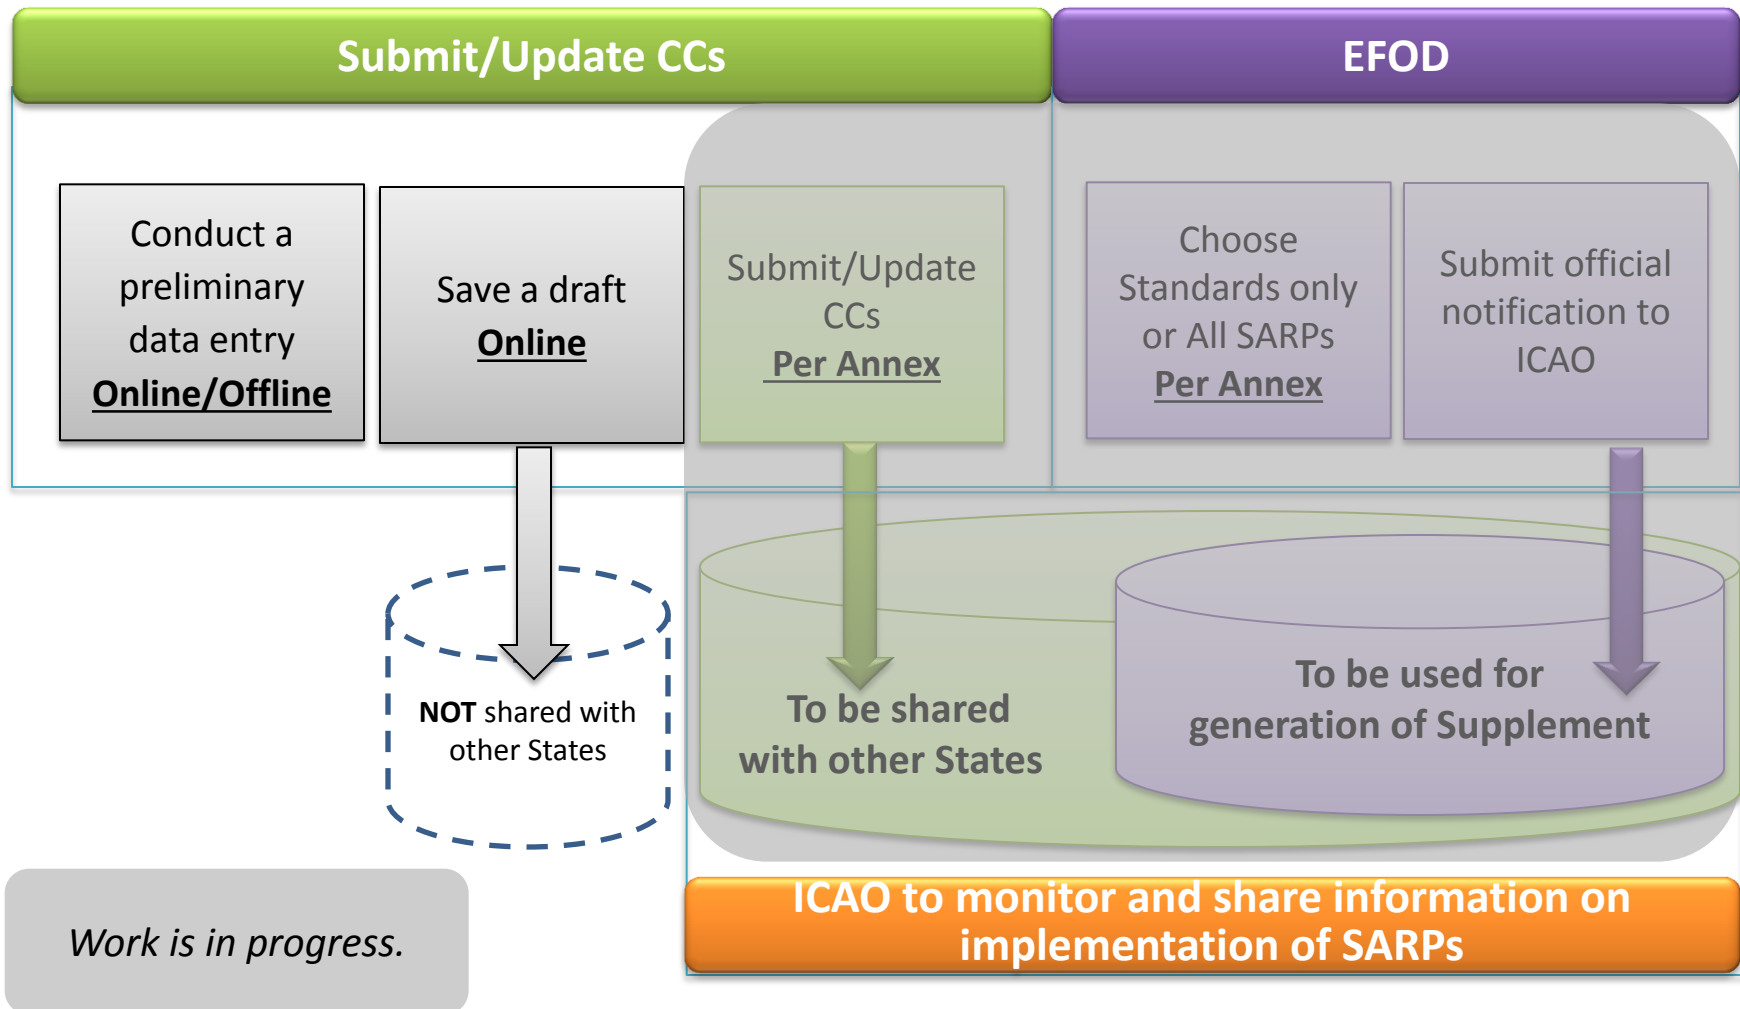 Submit/Update CCs
EFOD
Conduct a
preliminary
data entry
Online/Offline
Save a draft
Online
Submit/Update
CCs
Per Annex
Choose
Standards only
or All SARPs
Per Annex
Submit official
notification to
ICAO
NOT shared with
other States
To be shared
with other States
To be used for
generation of Supplement
Work is in progress.
ICAO to monitor and share information on
implementation of SARPs